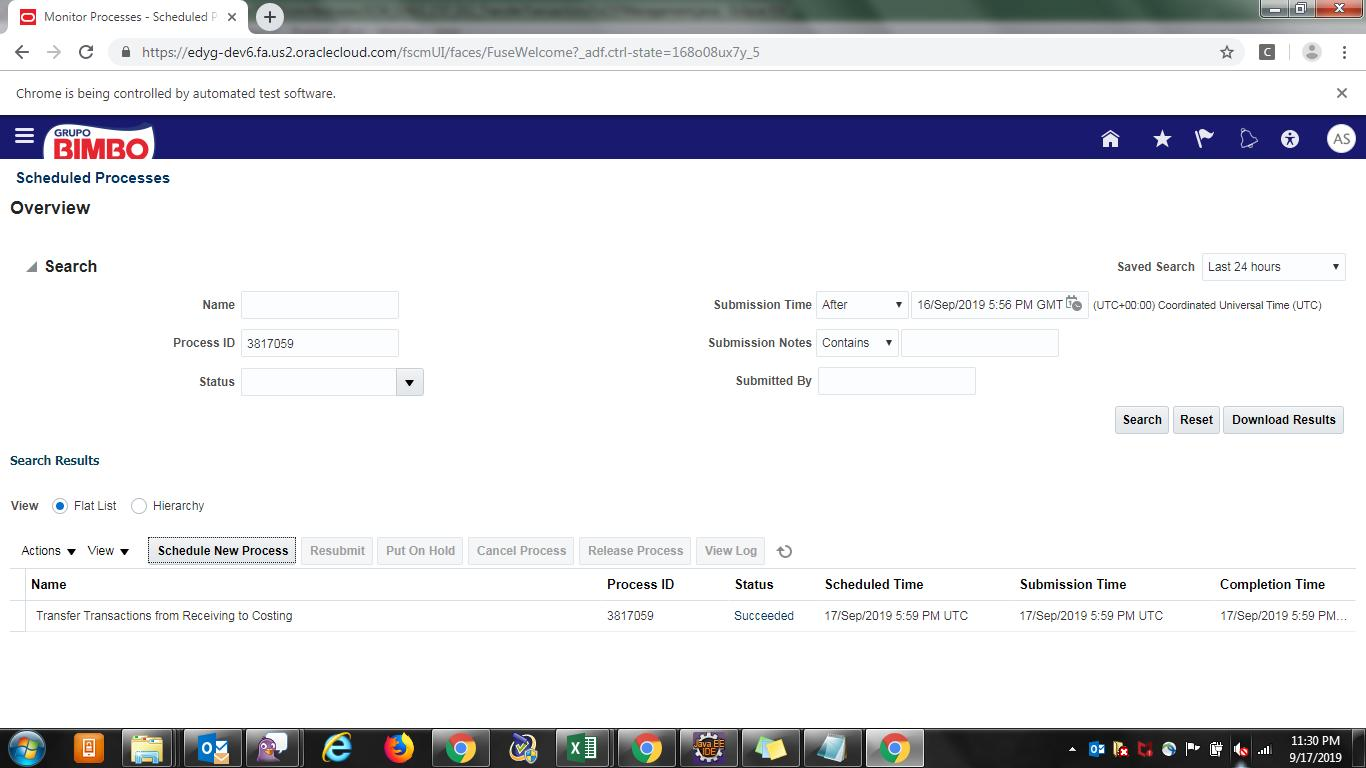 Monitor Processes - Scheduled P
https://edyg-dev6.fa.us2.oraclecloud.com/fscmUI/faces/FuseWelcome?_adf.ctrl-state=168o08ux7y_5
C
Chrome is being controlled by automated test software.
GRUPO
BIMBO
AS
Scheduled Processes
Overview
Search
Saved Search Last 24 hours
Name
Submission Time After 16/Sep/2019 5:56 PM GMT (UTC+00:00) Coordinated Universal Time (UTC)
Process ID 3817059
Submission Notes Contains
Status
Submitted By
Search Reset Download Results
Search Results
View Flat List Hierarchy
Actions View Schedule New Process Resubmit Put On Hold Cancel Process Release Process View Log
Name Process ID Status Scheduled Time Submission Time Completion Time
Transfer Transactions from Receiving to Costing 3817059 Succeeded 17/Sep/2019 5:59 PM UTC 17/Sep/2019 5:59 PM UTC 17/Sep/2019 5:59 PM...
Java EE
IDE
11:30 PM
9/17/2019